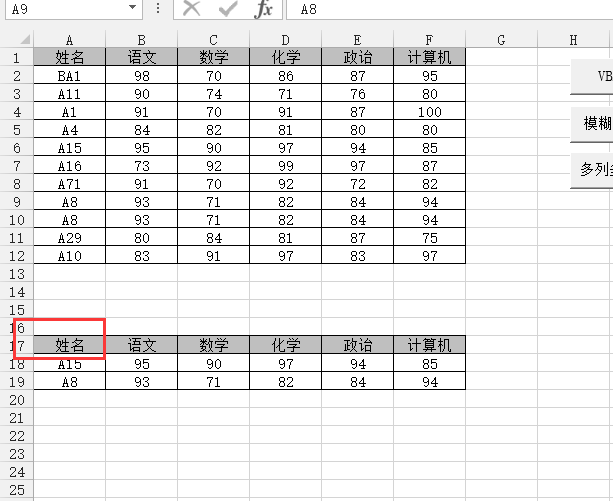 A9 fx A8
A B C D E F G H
1 姓名 语文 数学 化学 政治 计算机
2 BA1 98 70 86 87 95 VB
3 A11 90 74 71 76 80
4 A1 91 70 91 87 100
5 A4 84 82 81 80 80 模糊
6 A15 95 90 97 94 85
7 A16 73 92 99 97 87
8 A71 91 70 92 72 82 多列
9 A8 93 71 82 84 94
10 A8 93 71 82 84 94
11 A29 80 84 81 87 75
12 A10 83 91 97 83 97
13
14
15
16
17 姓名 语文 数学 化学 政治 计算机
18 A15 95 90 97 94 85
19 A8 93 71 82 84 94
20
21
22
23
24
25